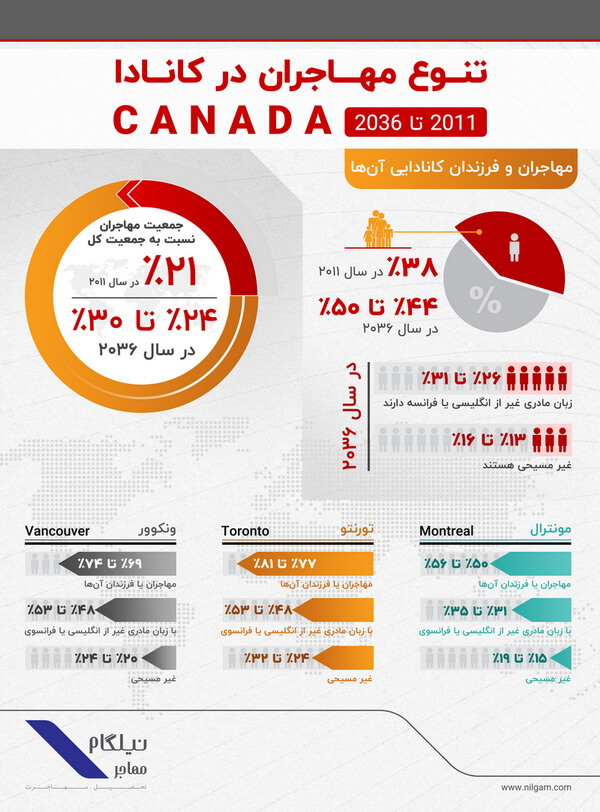 تنوع مهاجران در کانادا
CANADA 2011 تا 2036
مهاجران و فرزندان کانادایی آن‌ها
جمعیت مهاجران
نسبت به جمعیت کل
٪۲۱ در سال ۲۰۱۱
٪۲۴ تا ٪۳۰
در سال ۲۰۳۶
٪۳۸ در سال ۲۰۱۱
٪۴۴ تا ٪۵۰
در سال ۲۰۳۶
%
در سال ۲۰۳۶
٪۲۶ تا ٪۳۱
زبان مادری غیر از انگلیسی یا فرانسه دارند
٪۱۳ تا ٪۱۶
غیر مسیحی هستند
مونترال Montreal
٪۵۰ تا ٪۵۶
مهاجران یا فرزندان آن‌ها
٪۳۱ تا ٪۳۵
با زبان مادری غیر از انگلیسی یا فرانسوی
٪۱۵ تا ٪۱۹
غیر مسیحی
تورنتو Toronto
٪۷۷ تا ٪۸۱
مهاجران یا فرزندان آن‌ها
٪۴۸ تا ٪۵۳
با زبان مادری غیر از انگلیسی یا فرانسوی
٪۲۴ تا ٪۳۲
غیر مسیحی
ونکوور Vancouver
٪۶۹ تا ٪۷۴
مهاجران یا فرزندان آن‌ها
٪۴۸ تا ٪۵۳
با زبان مادری غیر از انگلیسی یا فرانسوی
٪۲۰ تا ٪۲۴
غیر مسیحی
نیلگام
مهاجر
تحصیل . مهاجرت
www.nilgam.com